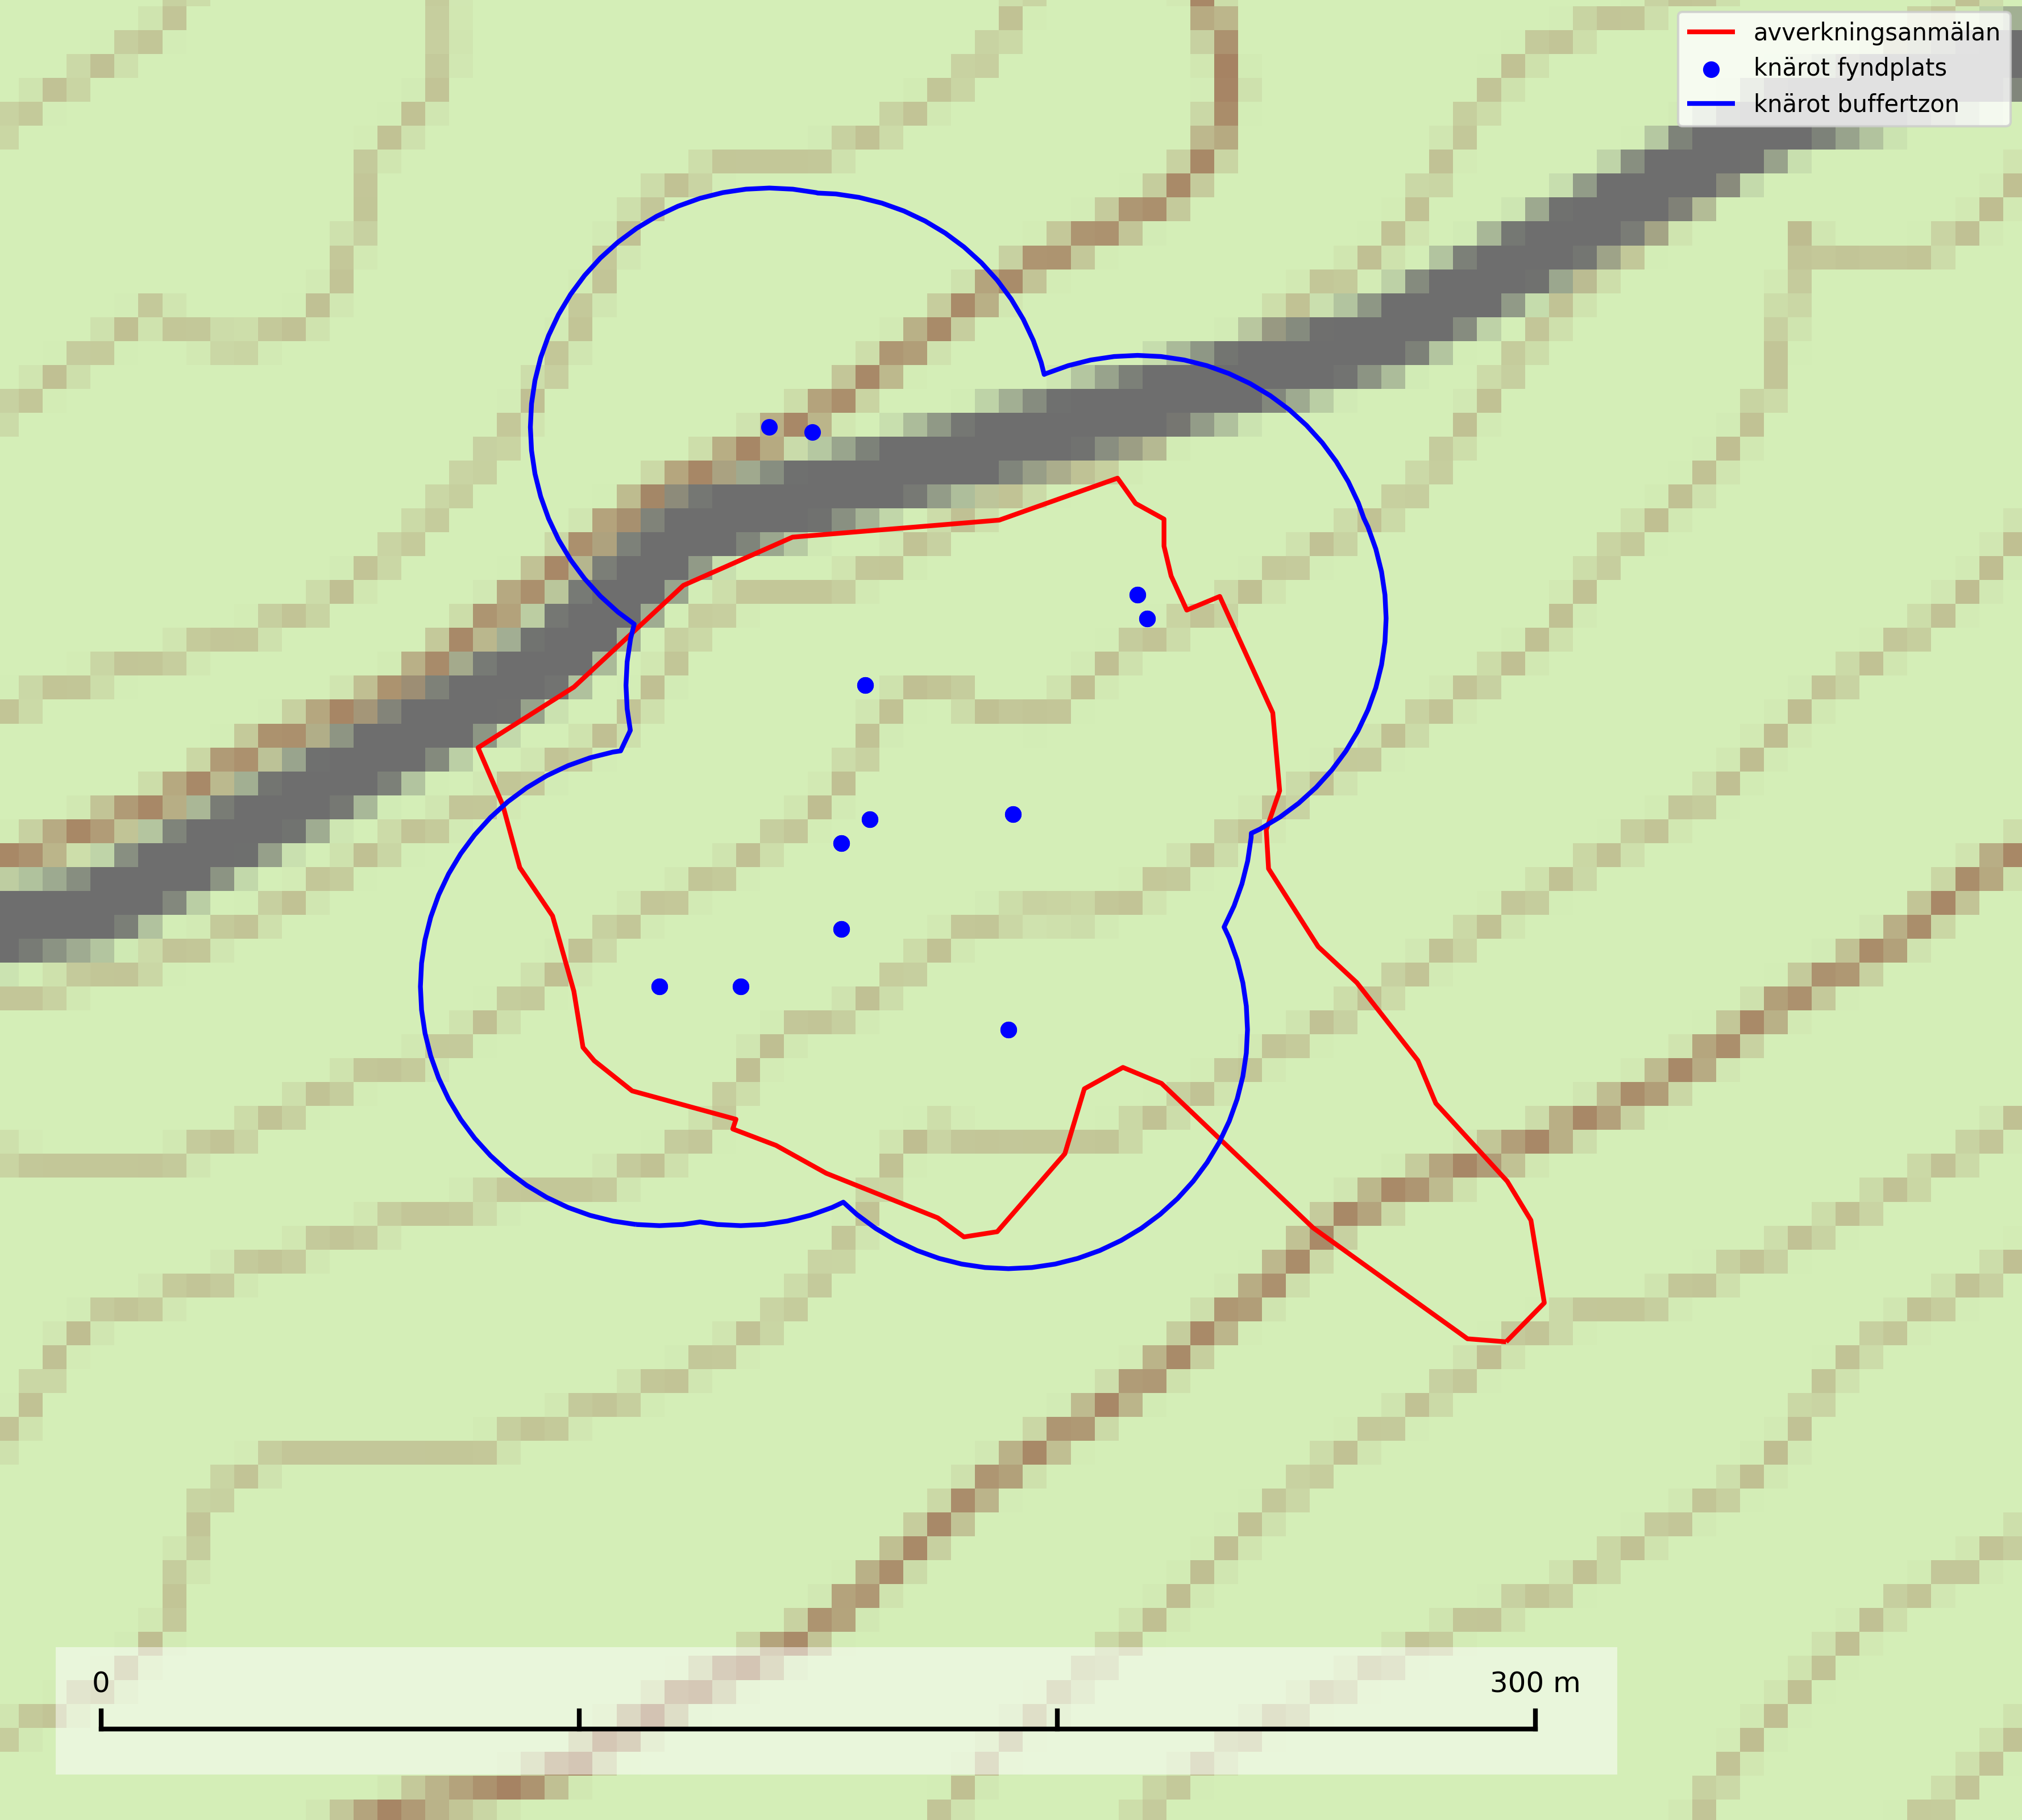 avverkningsanmälan
knärot fyndplats
knärot buffertzon
0
300 m